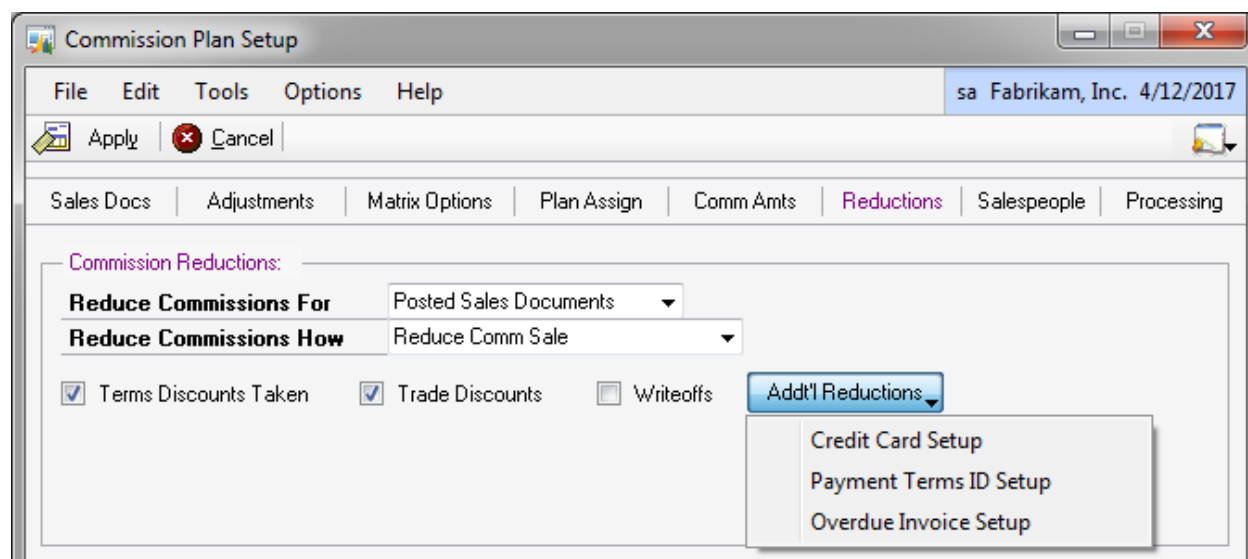 Commission Plan Setup
File Edit Tools Options Help sa Fabrikam, Inc. 4/12/2017
Apply Cancel
Sales Docs Adjustments Matrix Options Plan Assign Comm Amts Reductions Salespeople Processing
Commission Reductions:
Reduce Commissions For Posted Sales Documents
Reduce Commissions How Reduce Comm Sale
Terms Discounts Taken Trade Discounts Writeoffs Addt'l Reductions
Credit Card Setup
Payment Terms ID Setup
Overdue Invoice Setup